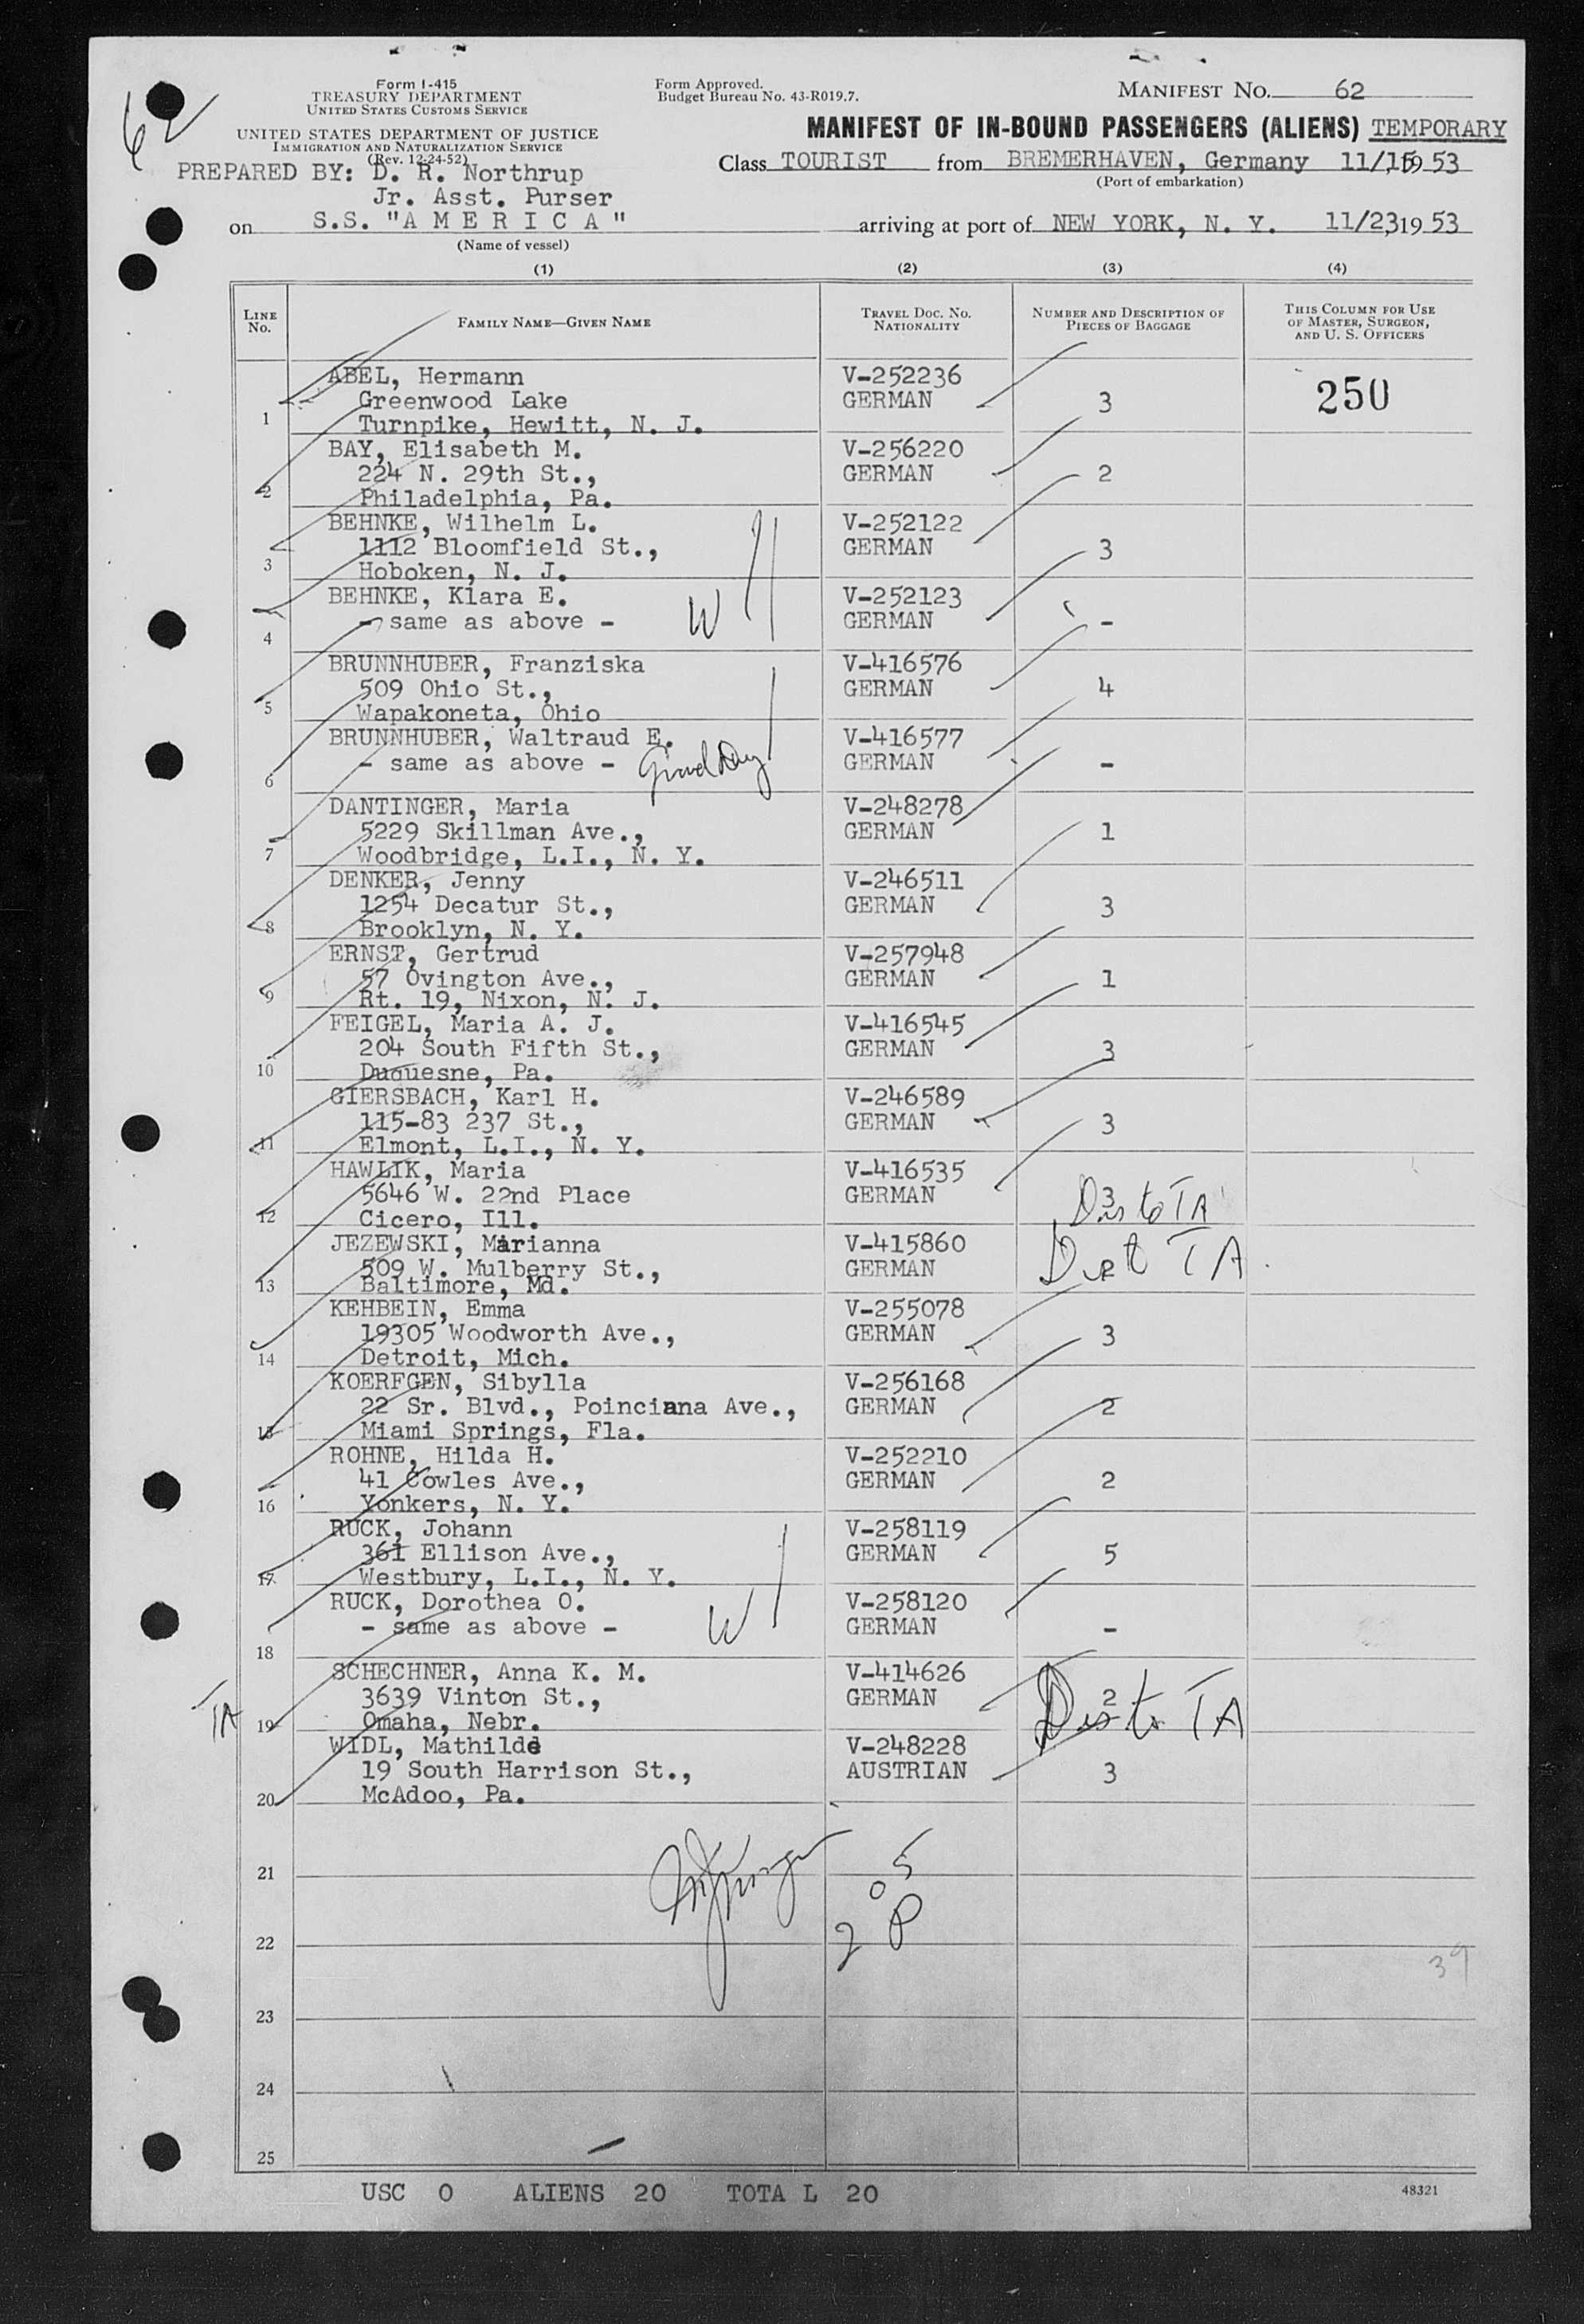 62
Form I-415
TREASURY DEPARTMENT
UNITED STATES CUSTOMS SERVICE
UNITED STATES DEPARTMENT OF JUSTICE
IMMIGRATION AND NATURALIZATION SERVICE
(Rev. 12-24-52)
PREPARED BY: D. R. Northrup
Jr. Asst. Purser
Form Approved.
Budget Bureau No. 43-R019.7.
MANIFEST NO. 62
MANIFEST OF IN-BOUND PASSENGERS (ALIENS) TEMPORARY
Class TOURIST from BREMERHAVEN, Germany 11/15 1953
(Port of embarkation)
on S.S. "A M E R I C A" arriving at port of NEW YORK, N. Y. 11/23, 1953
(Name of vessel)
(1) (2) (3) (4)
LINE NO. FAMILY NAME—GIVEN NAME TRAVEL DOC. NO. NATIONALITY NUMBER AND DESCRIPTION OF PIECES OF BAGGAGE THIS COLUMN FOR USE OF MASTER, SURGEON, AND U. S. OFFICERS
ABEL, Hermann V-252236
Greenwood Lake GERMAN 3 250
1 Turnpike, Hewitt, N. J.
BAY, Elisabeth M. V-256220
224 N. 29th St., GERMAN 2
2 Philadelphia, Pa.
BEHNKE, Wilhelm L. V-252122
1112 Bloomfield St., GERMAN 3
3 Hoboken, N. J.
BEHNKE, Klara E. W V-252123
- same as above - GERMAN -
4
BRUNNHUBER, Franziska V-416576
509 Ohio St., GERMAN 4
5 Wapakoneta, Ohio
BRUNNHUBER, Waltraud E. V-416577
- same as above - GERMAN -
6
DANTINGER, Maria V-248278
5229 Skillman Ave., GERMAN 1
7 Woodbridge, L.I., N. Y.
DENKER, Jenny V-246511
1254 Decatur St., GERMAN 3
8 Brooklyn, N. Y.
ERNST, Gertrud V-257948
57 Ovington Ave., GERMAN 1
9 Rt. 19, Nixon, N. J.
FEIGEL, Maria A. J. V-416545
204 South Fifth St., GERMAN 3
10 Duquesne, Pa.
GIERSBACH, Karl H. V-246589
115-83 237 St., GERMAN 3
11 Elmont, L.I., N. Y.
HAWLIK, Maria V-416535
5646 W. 22nd Place GERMAN 3 Dis to TA
12 Cicero, Ill.
JEZEWSKI, Marianna V-415860
509 W. Mulberry St., GERMAN 2 TA
13 Baltimore, Md.
KEHBEIN, Emma V-255078
19305 Woodworth Ave., GERMAN 3
14 Detroit, Mich.
KOERFGEN, Sibylla V-256168
22 Sr. Blvd., Poinciana Ave., GERMAN 2
15 Miami Springs, Fla.
ROHNE, Hilda H. V-252210
41 Cowles Ave., GERMAN 2
16 Yonkers, N. Y.
RUCK, Johann V-258119
361 Ellison Ave., GERMAN 5
17 Westbury, L.I., N. Y.
RUCK, Dorothea O. W V-258120
- same as above - GERMAN -
18
SCHECHNER, Anna K. M. V-414626
3639 Vinton St., GERMAN 2 Dis to TA
TA 19 Omaha, Nebr.
WIDL, Mathilde V-248228
19 South Harrison St., AUSTRIAN 3
20 McAdoo, Pa.
21
205 P
22
39
23
24
25
USC 0 ALIENS 20 TOTAL 20
48321